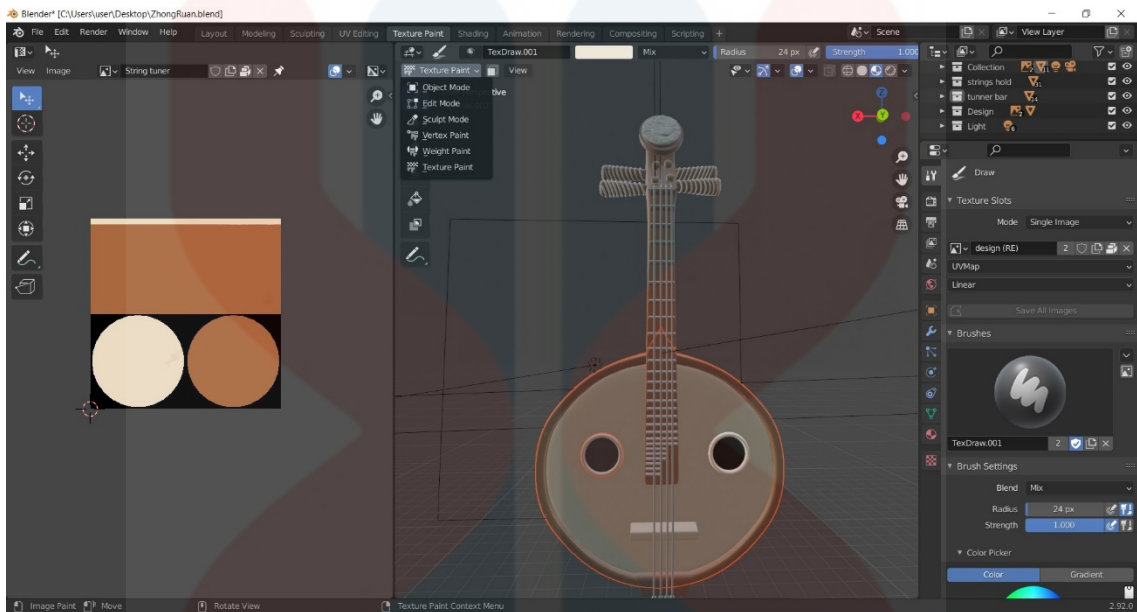 Blender* [C:\Users\user\Desktop\ZhongRuan.blend]
File Edit Render Window Help Layout Modeling Sculpting UV Editing Texture Paint Shading Animation Rendering Compositing Scripting + Scene View Layer
TexDraw.001 Mix Radius 24 px Strength 1.000
View Image String tuner Texture Paint View
Object Mode
Edit Mode
Sculpt Mode
Vertex Paint
Weight Paint
Texture Paint
Collection
strings hold
tunner bar
Design
Light
Draw
Texture Slots
Mode Single Image
design (RE) 2
UVMap
Linear
Save All Images
Brushes
TexDraw.001 2
Brush Settings
Blend Mix
Radius 24 px
Strength 1.000
Color Picker
Color Gradient
Image Paint Move Rotate View Texture Paint Context Menu 2.92.0